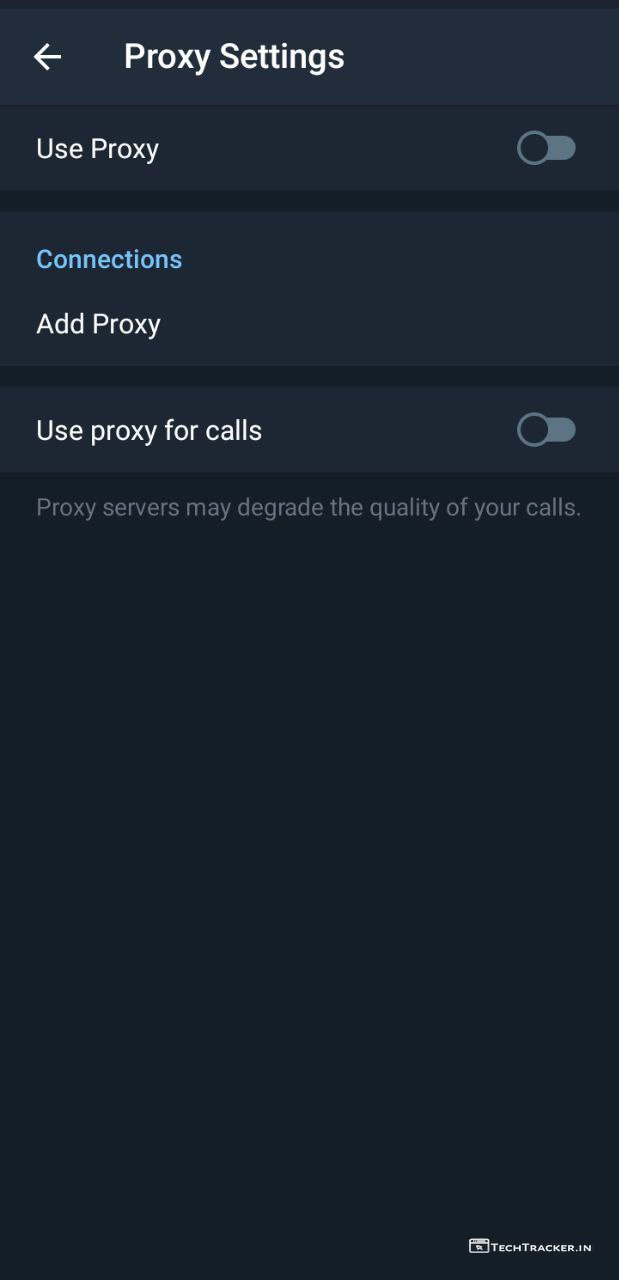 Proxy Settings
Use Proxy
Connections
Add Proxy
Use proxy for calls
Proxy servers may degrade the quality of your calls.
TECHTRACKER.IN